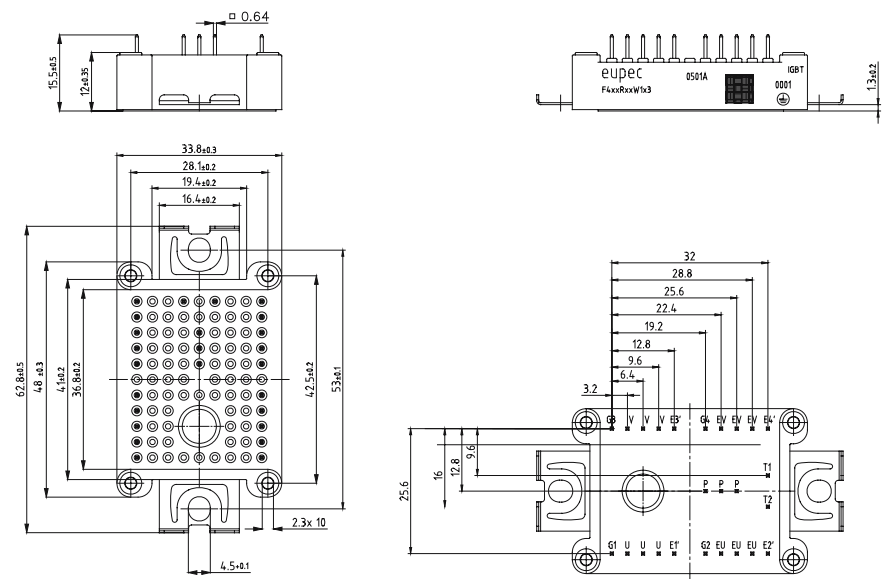 □ 0.64
15.5±0.5
12±0.35
eupec
0501A
IGBT
F4xxRxxW1x3
0001
1.3±0.2
33.8±0.3
28.1±0.2
19.4±0.2
16.4±0.2
62.8±0.5
48 ±0.3
41±0.2
36.8±0.2
42.5±0.2
53±0.1
2.3x 10
4.5+0.1
32
28.8
25.6
22.4
19.2
12.8
9.6
6.4
3.2
G3 V V V E3' G4 EV EV EV E4'
25.6
16
12.8
9.6
T1
P P P
T2
G1 U U U E1' G2 EU EU EU E2'